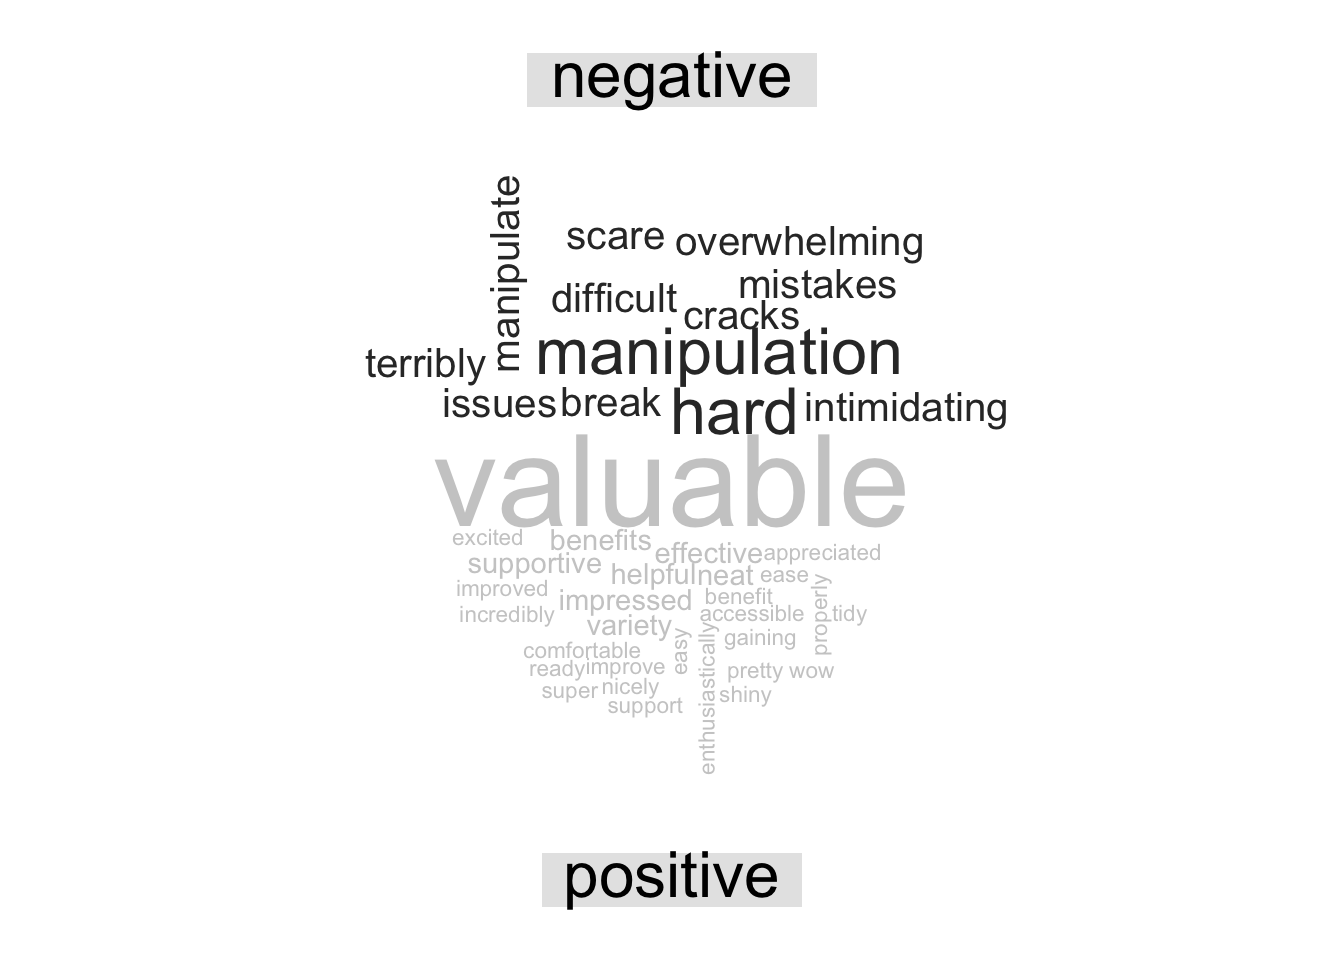 negative
manipulate
scare
overwhelming
difficult
mistakes
cracks
terribly
manipulation
issues
break
hard
intimidating
valuable
excited
benefits
supportive
effective
appreciated
improved
helpful
neat
ease
properly
incredibly
impressed
benefit
accessible
tidy
variety
easy
enthusiastically
gaining
comfortable
ready
improve
pretty
wow
super
nicely
shiny
support
positive